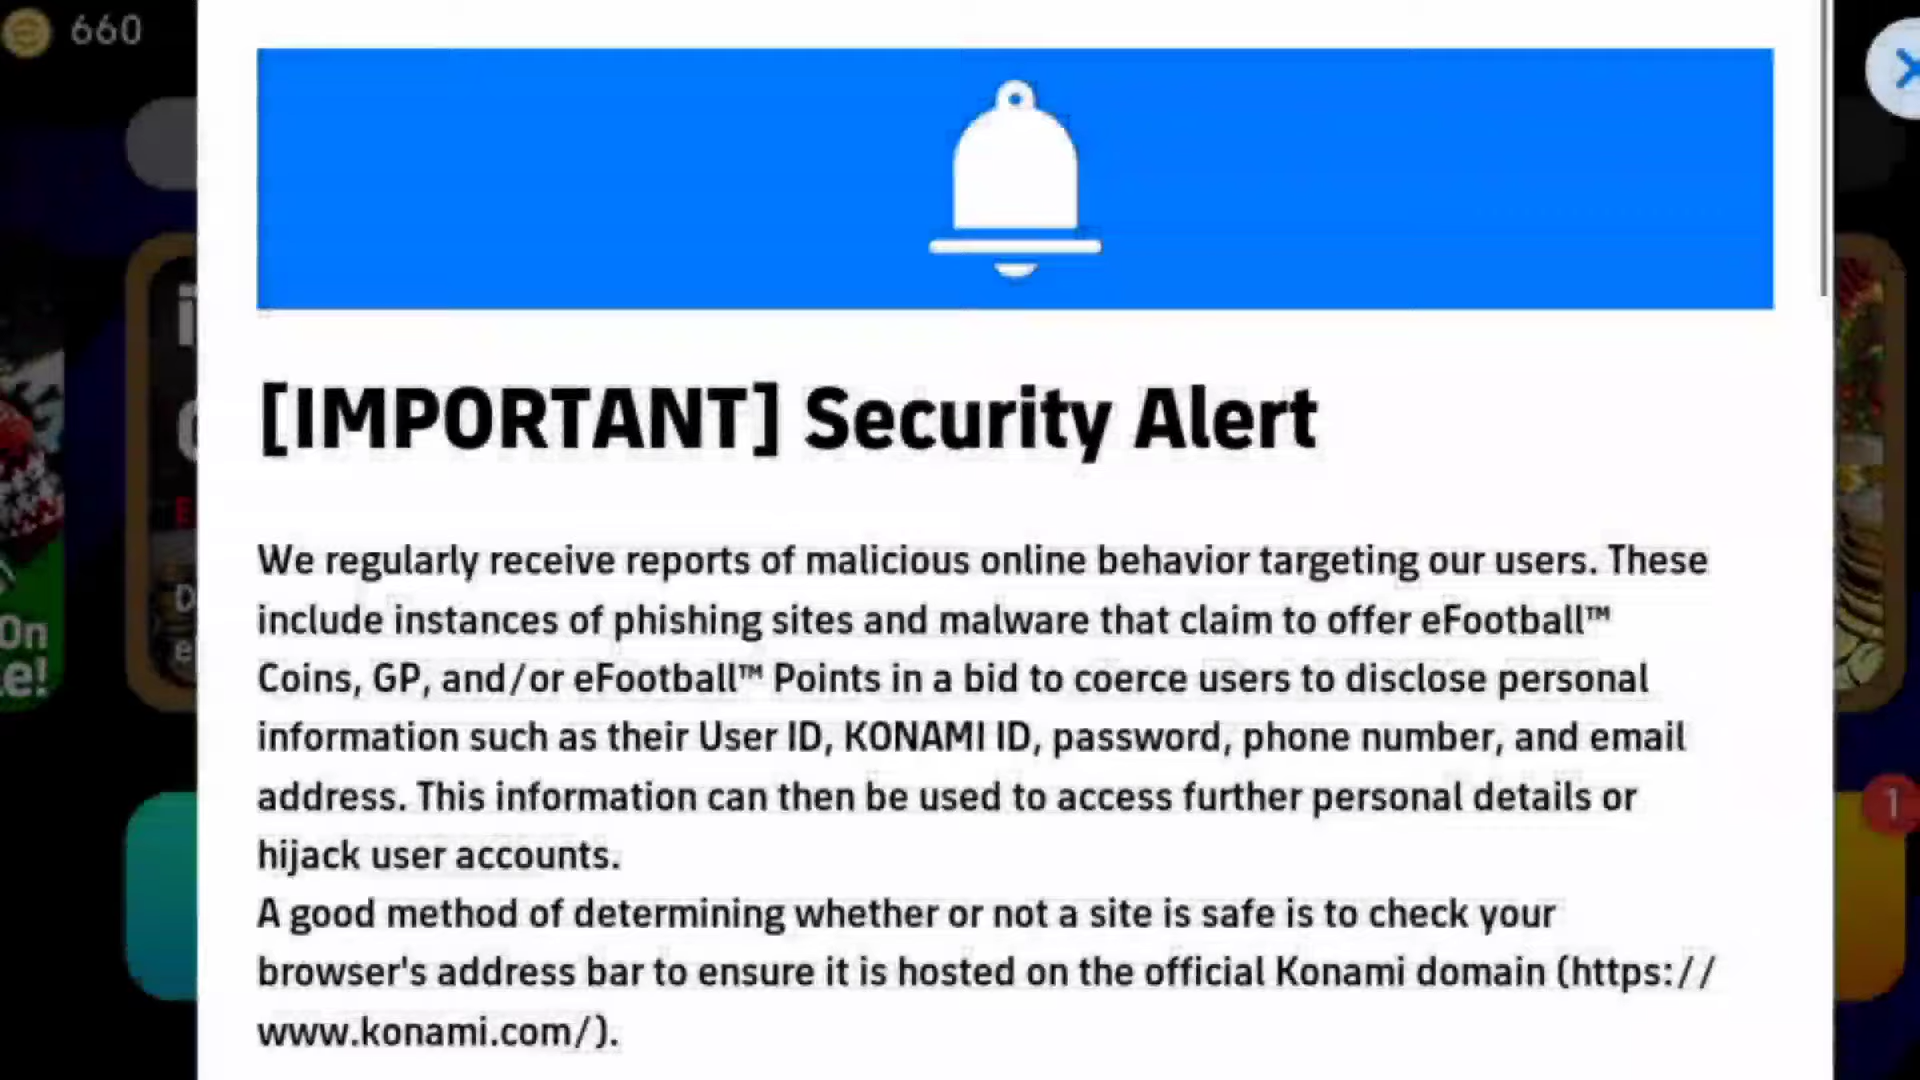 660
[IMPORTANT] Security Alert
We regularly receive reports of malicious online behavior targeting our users. These
include instances of phishing sites and malware that claim to offer eFootball™
Coins, GP, and/or eFootball™ Points in a bid to coerce users to disclose personal
information such as their User ID, KONAMI ID, password, phone number, and email
address. This information can then be used to access further personal details or
hijack user accounts.
A good method of determining whether or not a site is safe is to check your
browser's address bar to ensure it is hosted on the official Konami domain (https://
www.konami.com/).
On
1